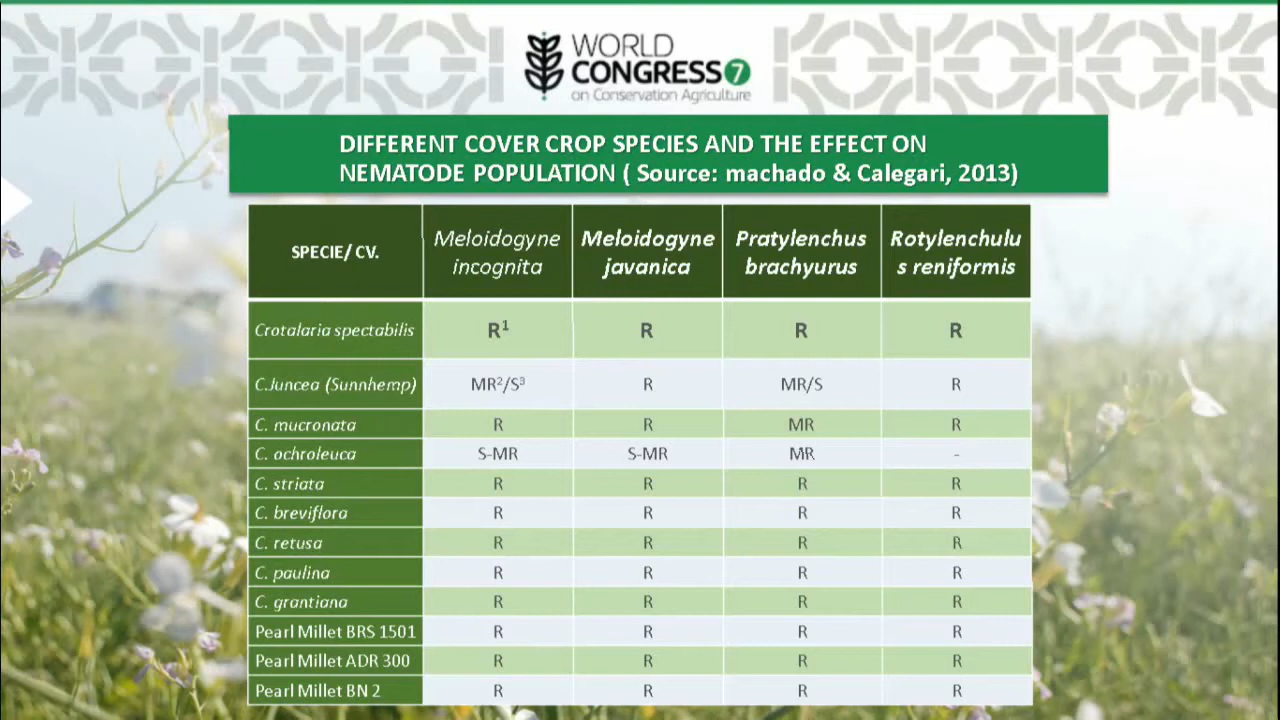 WORLD
CONGRESS 7
on Conservation Agriculture
DIFFERENT COVER CROP SPECIES AND THE EFFECT ON
NEMATODE POPULATION ( Source: machado & Calegari, 2013)
SPECIE/ CV. Meloidogyne incognita Meloidogyne javanica Pratylenchus brachyurus Rotylenchulu s reniformis
Crotalaria spectabilis R¹ R R R
C.Juncea (Sunnhemp) MR²/S³ R MR/S R
C. mucronata R R MR R
C. ochroleuca S-MR S-MR MR -
C. striata R R R R
C. breviflora R R R R
C. retusa R R R R
C. paulina R R R R
C. grantiana R R R R
Pearl Millet BRS 1501 R R R R
Pearl Millet ADR 300 R R R R
Pearl Millet BN 2 R R R R